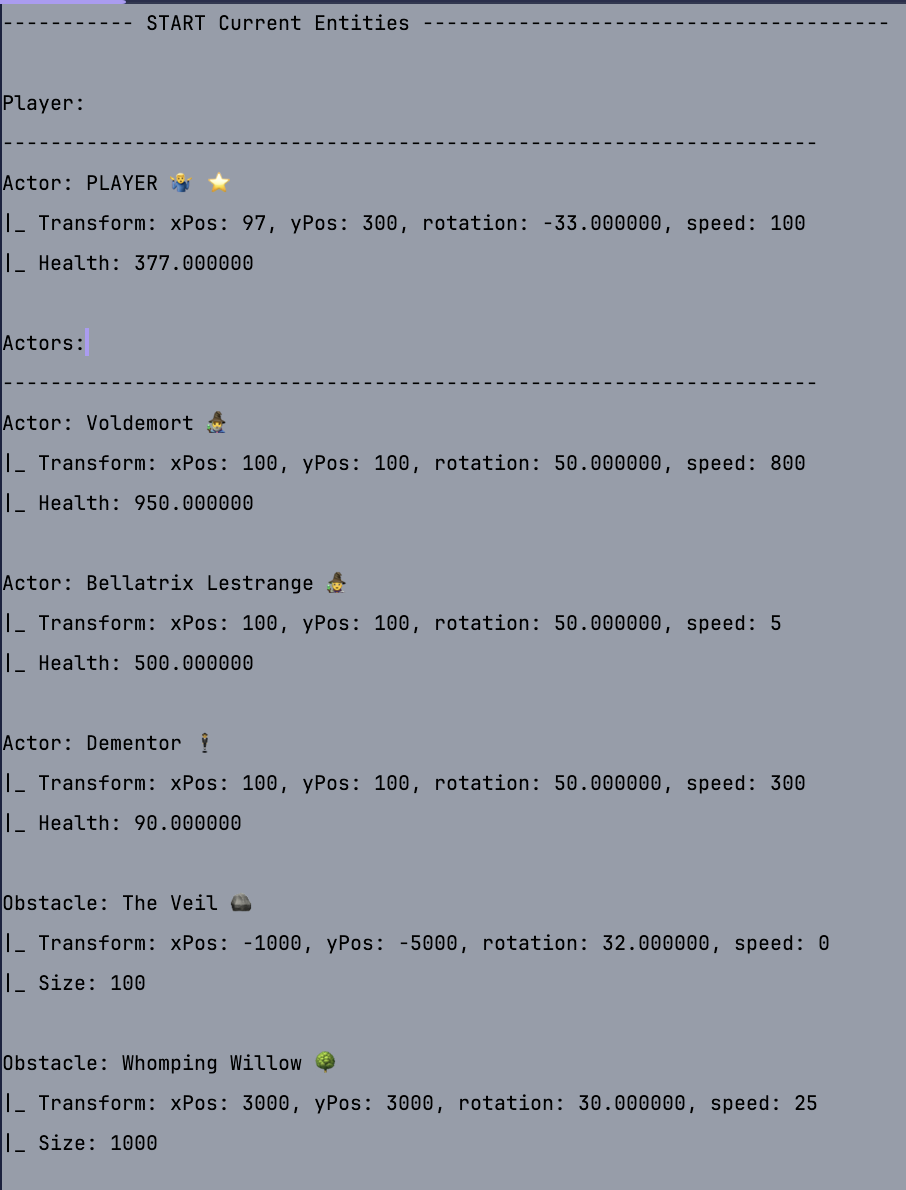 ----------- START Current Entities ---------------------------------------
Player:
--------------------------------------------------------------------
Actor: PLAYER 🤷‍♂️ ⭐
|_ Transform: xPos: 97, yPos: 300, rotation: -33.000000, speed: 100
|_ Health: 377.000000
Actors:
--------------------------------------------------------------------
Actor: Voldemort 🧙‍♀️
|_ Transform: xPos: 100, yPos: 100, rotation: 50.000000, speed: 800
|_ Health: 950.000000
Actor: Bellatrix Lestrange 🧙‍♀️
|_ Transform: xPos: 100, yPos: 100, rotation: 50.000000, speed: 5
|_ Health: 500.000000
Actor: Dementor 🕴
|_ Transform: xPos: 100, yPos: 100, rotation: 50.000000, speed: 300
|_ Health: 90.000000
Obstacle: The Veil 🪨
|_ Transform: xPos: -1000, yPos: -5000, rotation: 32.000000, speed: 0
|_ Size: 100
Obstacle: Whomping Willow 🌳
|_ Transform: xPos: 3000, yPos: 3000, rotation: 30.000000, speed: 25
|_ Size: 1000